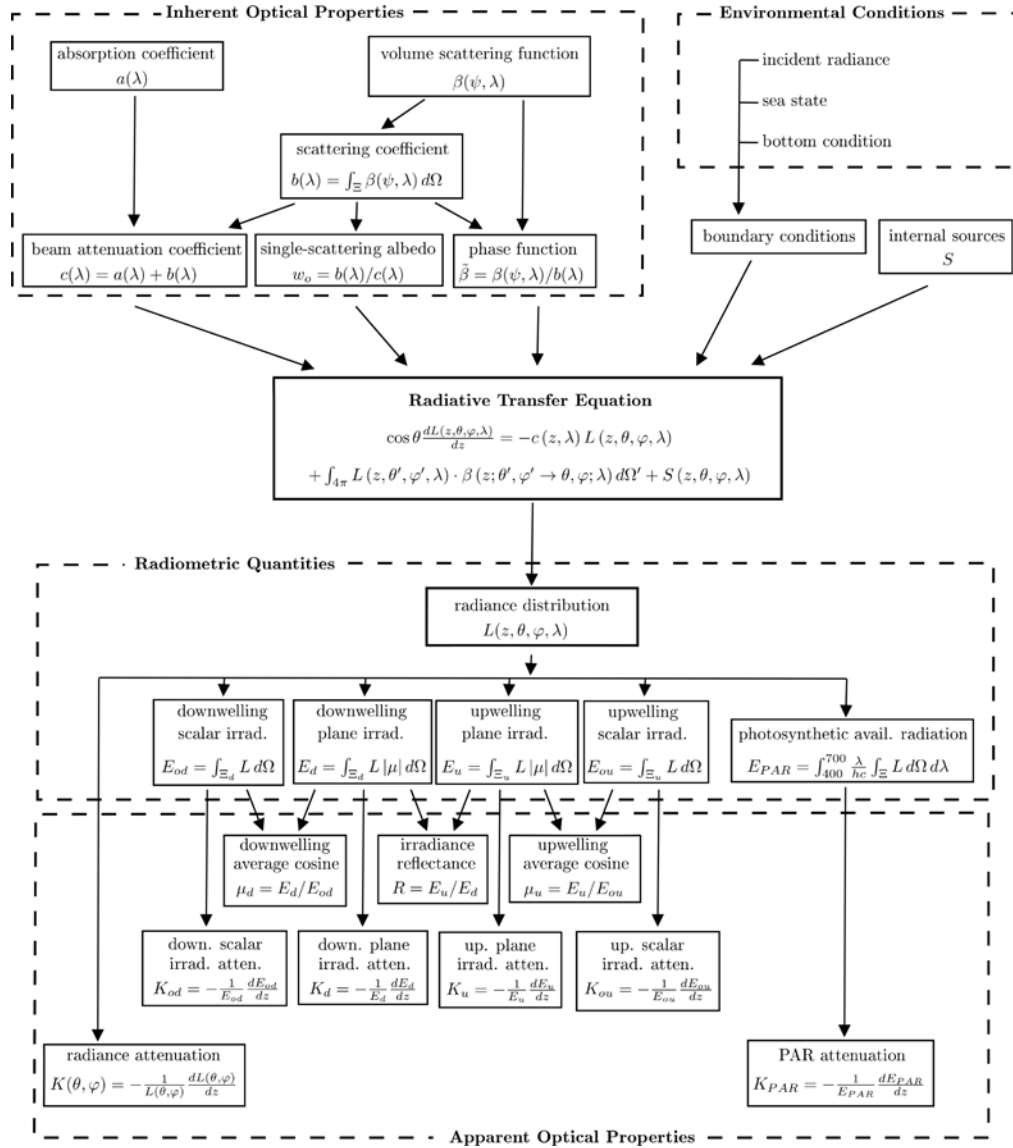 Inherent Optical Properties
Environmental Conditions
absorption coefficient
a(λ)
volume scattering function
β(ψ, λ)
scattering coefficient
b(λ) = ∫_Ξ β(ψ, λ) dΩ
beam attenuation coefficient
c(λ) = a(λ) + b(λ)
single-scattering albedo
w_o = b(λ)/c(λ)
phase function
β̃ = β(ψ, λ)/b(λ)
incident radiance
sea state
bottom condition
boundary conditions
internal sources
S
Radiative Transfer Equation
cos θ dL(z,θ,φ,λ)/dz = −c (z, λ) L (z, θ, φ, λ)
+ ∫_4π L (z, θ′, φ′, λ) · β (z; θ′, φ′ → θ, φ; λ) dΩ′ + S (z, θ, φ, λ)
Radiometric Quantities
radiance distribution
L(z, θ, φ, λ)
downwelling
scalar irrad.
E_od = ∫_Ξd L dΩ
downwelling
plane irrad.
E_d = ∫_Ξd L |μ| dΩ
upwelling
plane irrad.
E_u = ∫_Ξu L |μ| dΩ
upwelling
scalar irrad.
E_ou = ∫_Ξu L dΩ
photosynthetic avail. radiation
E_PAR = ∫_400^700 λ/hc ∫_Ξ L dΩ dλ
downwelling
average cosine
μ_d = E_d/E_od
irradiance
reflectance
R = E_u/E_d
upwelling
average cosine
μ_u = E_u/E_ou
down. scalar
irrad. atten.
K_od = −1/E_od dE_od/dz
down. plane
irrad. atten.
K_d = −1/E_d dE_d/dz
up. plane
irrad. atten.
K_u = −1/E_u dE_u/dz
up. scalar
irrad. atten.
K_ou = −1/E_ou dE_ou/dz
radiance attenuation
K(θ, φ) = −1/L(θ,φ) dL(θ,φ)/dz
PAR attenuation
K_PAR = −1/E_PAR dE_PAR/dz
Apparent Optical Properties